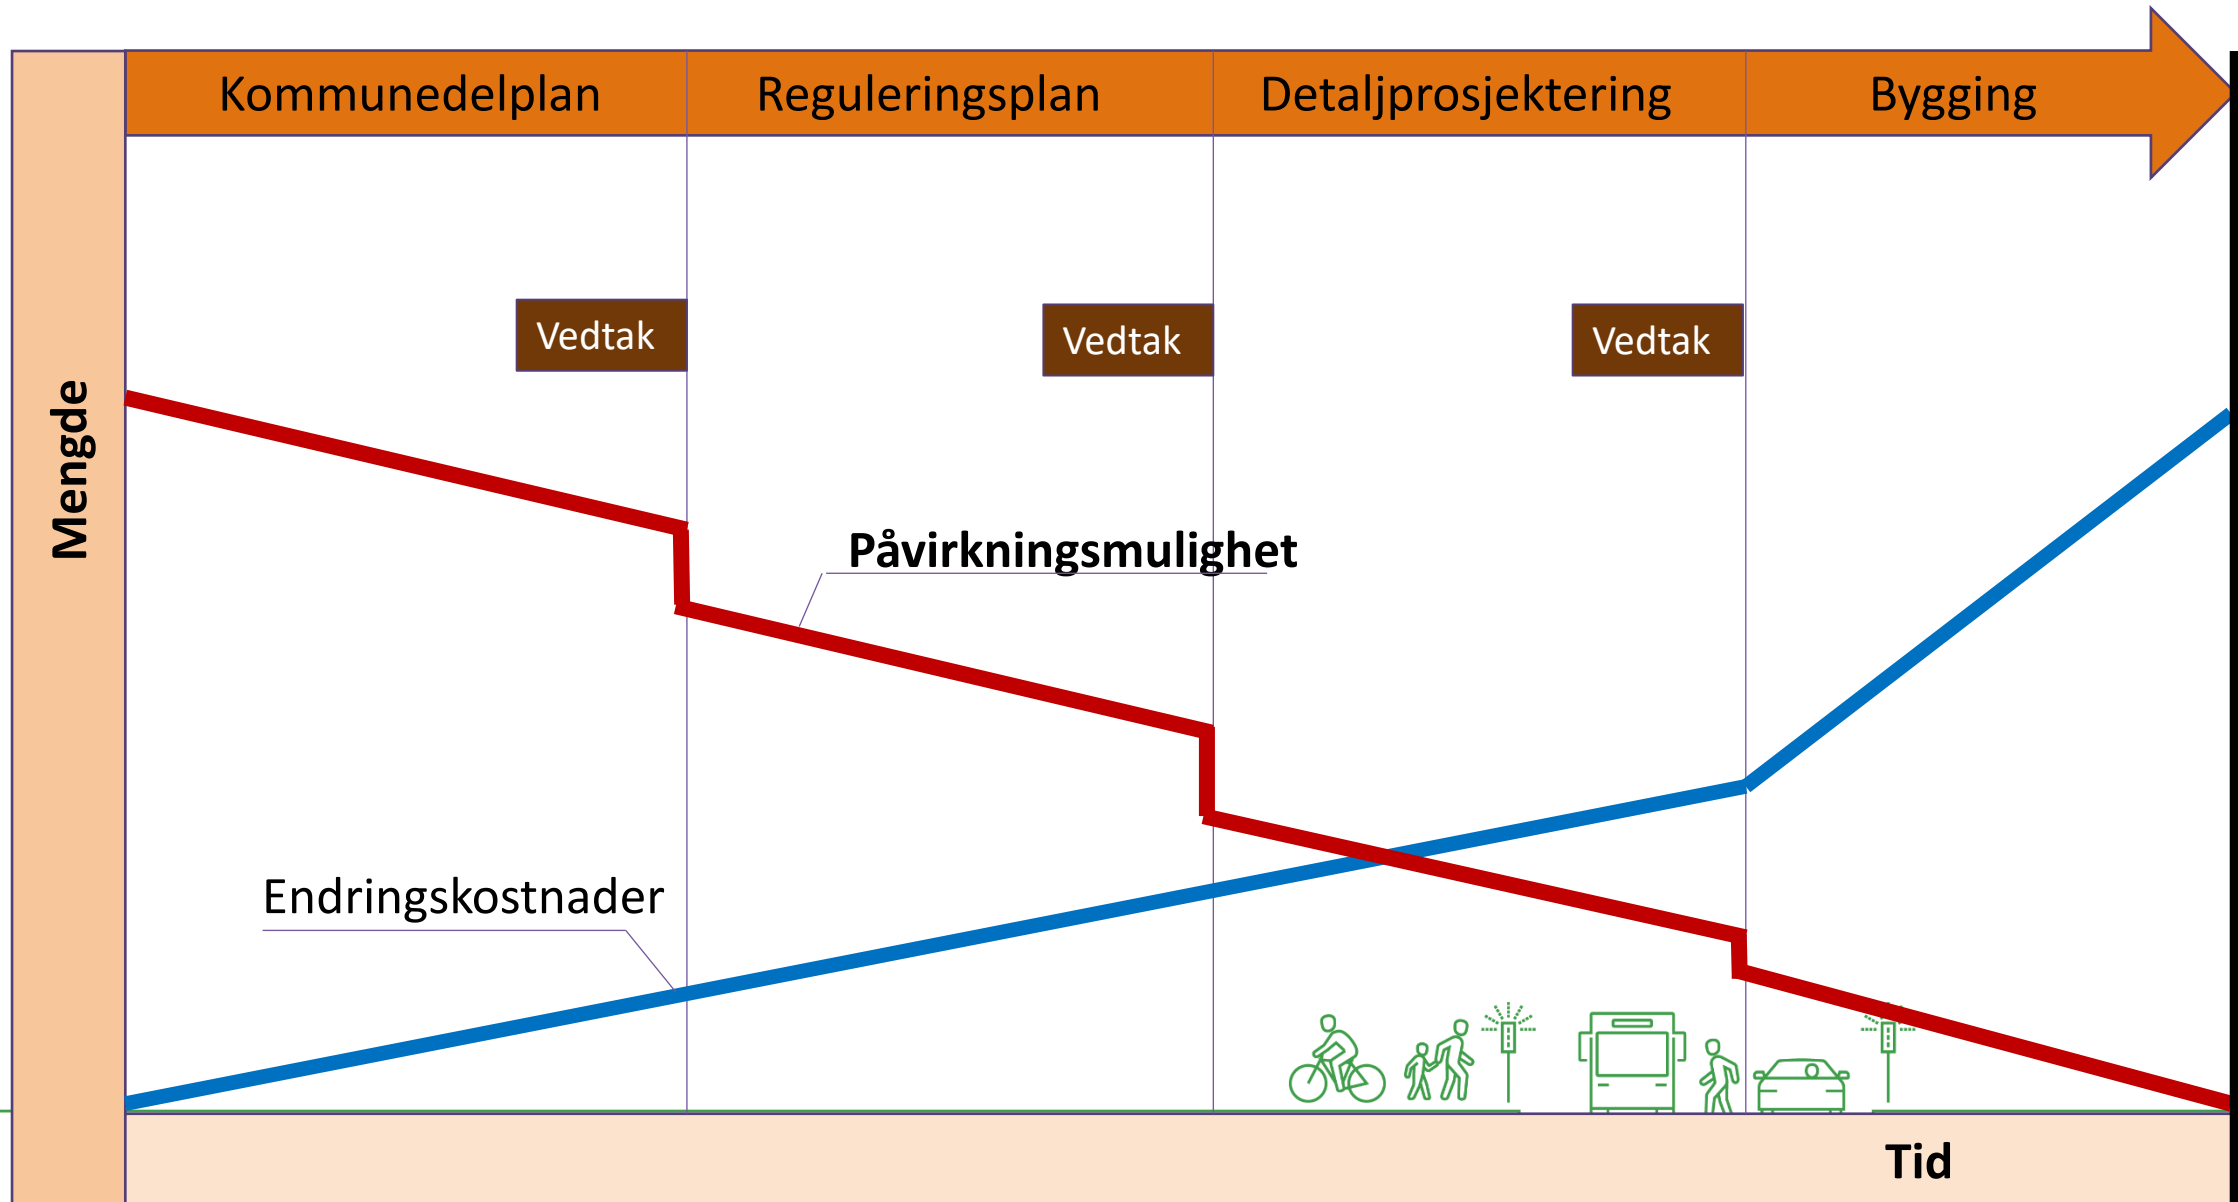 Kommunedelplan
Reguleringsplan
Detaljprosjektering
Bygging
Vedtak
Vedtak
Vedtak
Mengde
Påvirkningsmulighet
Endringskostnader
Tid